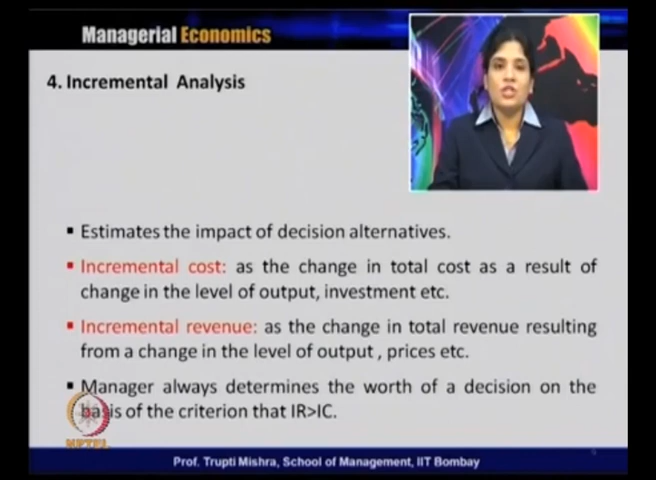 Managerial Economics
4. Incremental Analysis
▪ Estimates the impact of decision alternatives.
▪ Incremental cost: as the change in total cost as a result of
change in the level of output, investment etc.
▪ Incremental revenue: as the change in total revenue resulting
from a change in the level of output , prices etc.
▪ Manager always determines the worth of a decision on the
basis of the criterion that IR>IC.
NPTEL
Prof. Trupti Mishra, School of Management, IIT Bombay